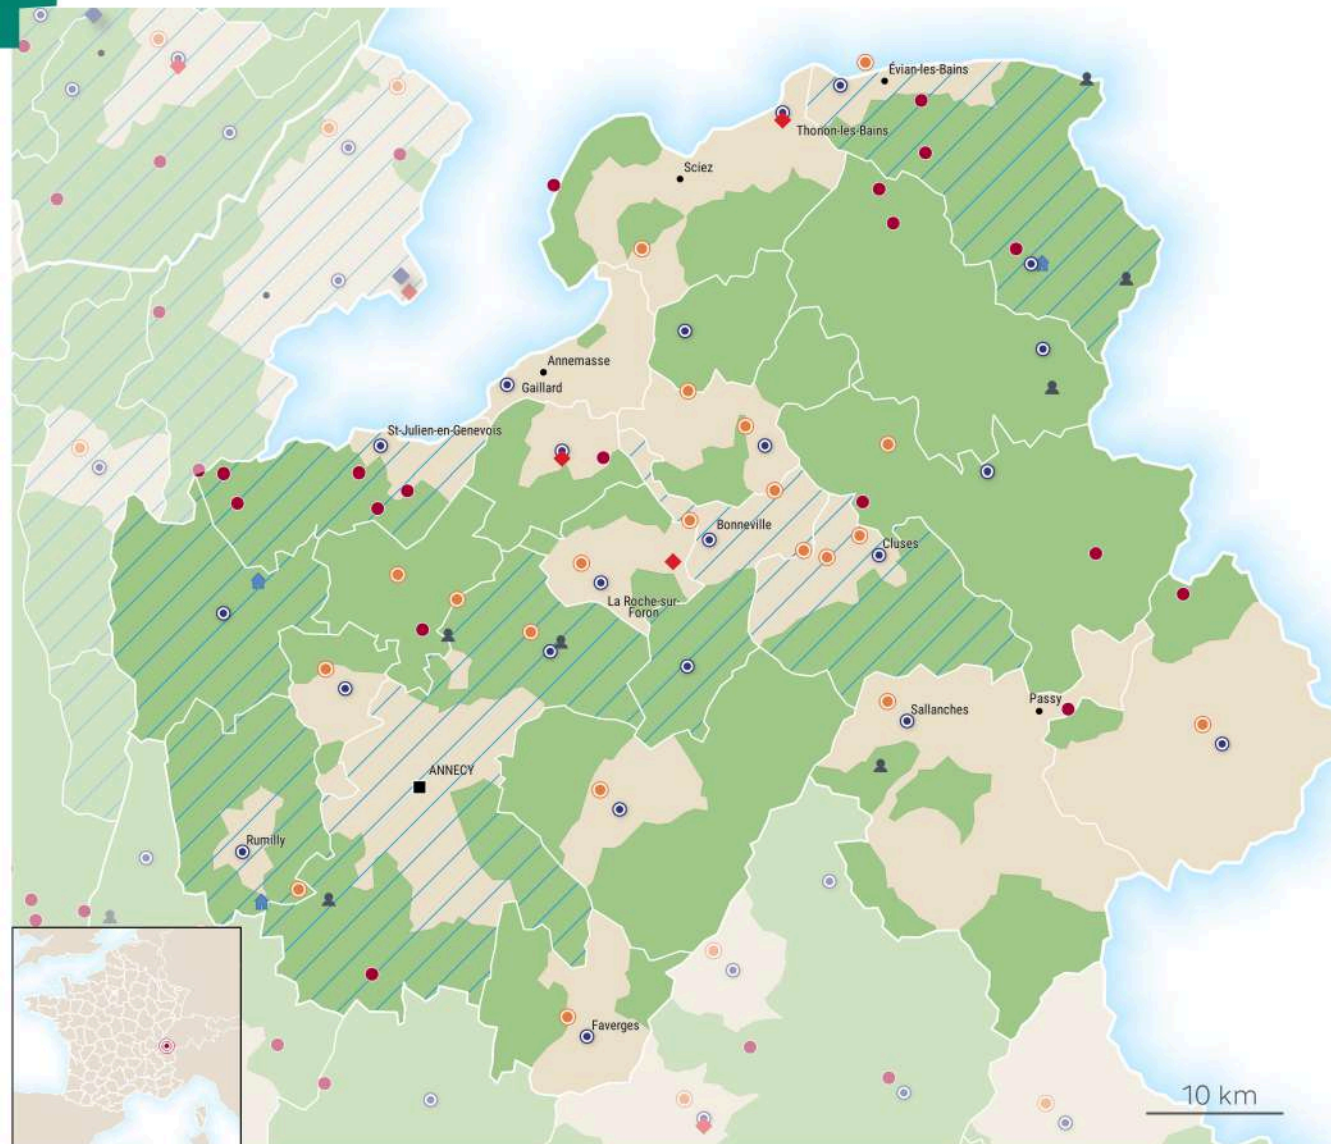 Évian-les-Bains
Thonon-les-Bains
Sciez
Annemasse
Gaillard
St-Julien-en-Genevois
Bonneville
Cluses
La Roche-sur-
Foron
Passy
Sallanches
ANNECY
Rumilly
Faverges
10 km